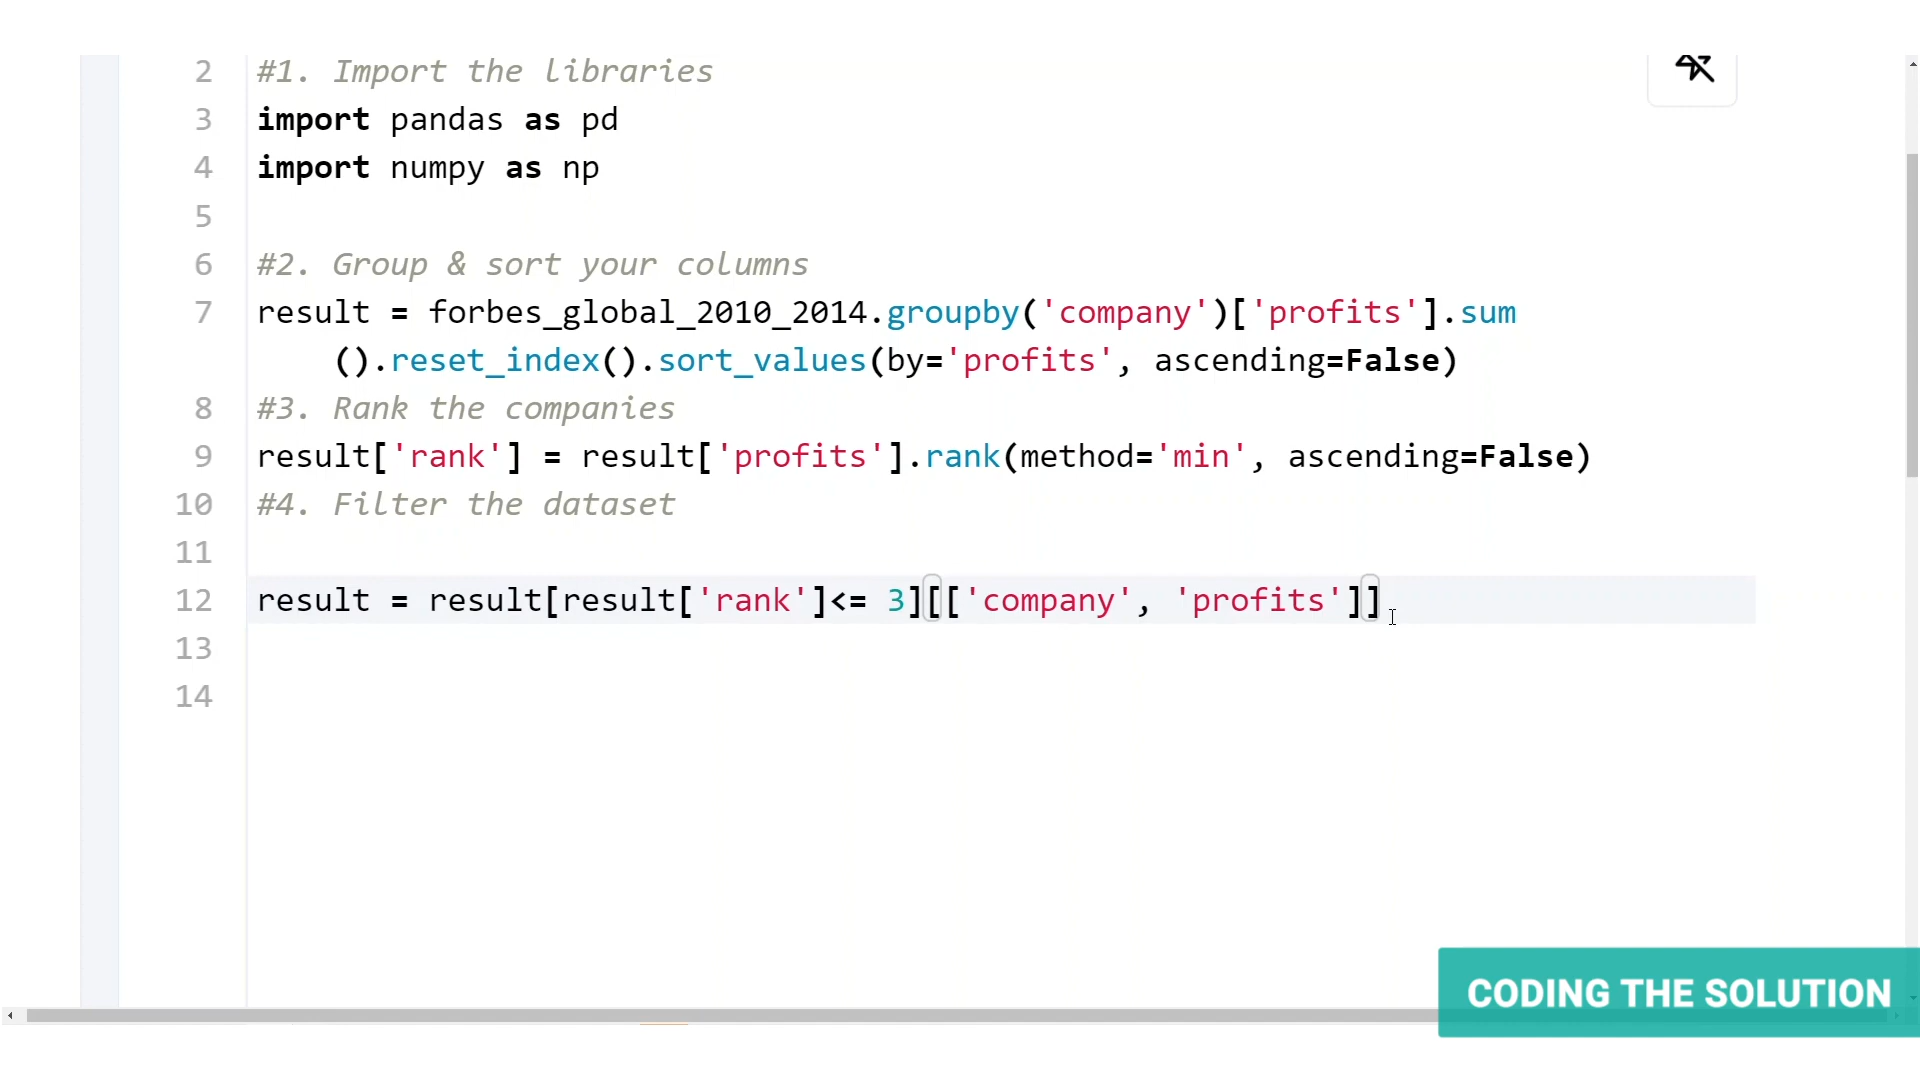 2 #1. Import the libraries
3 import pandas as pd
4 import numpy as np
5
6 #2. Group & sort your columns
7 result = forbes_global_2010_2014.groupby('company')['profits'].sum
().reset_index().sort_values(by='profits', ascending=False)
8 #3. Rank the companies
9 result['rank'] = result['profits'].rank(method='min', ascending=False)
10 #4. Filter the dataset
11
12 result = result[result['rank']<= 3][['company', 'profits']]
13
14
CODING THE SOLUTION